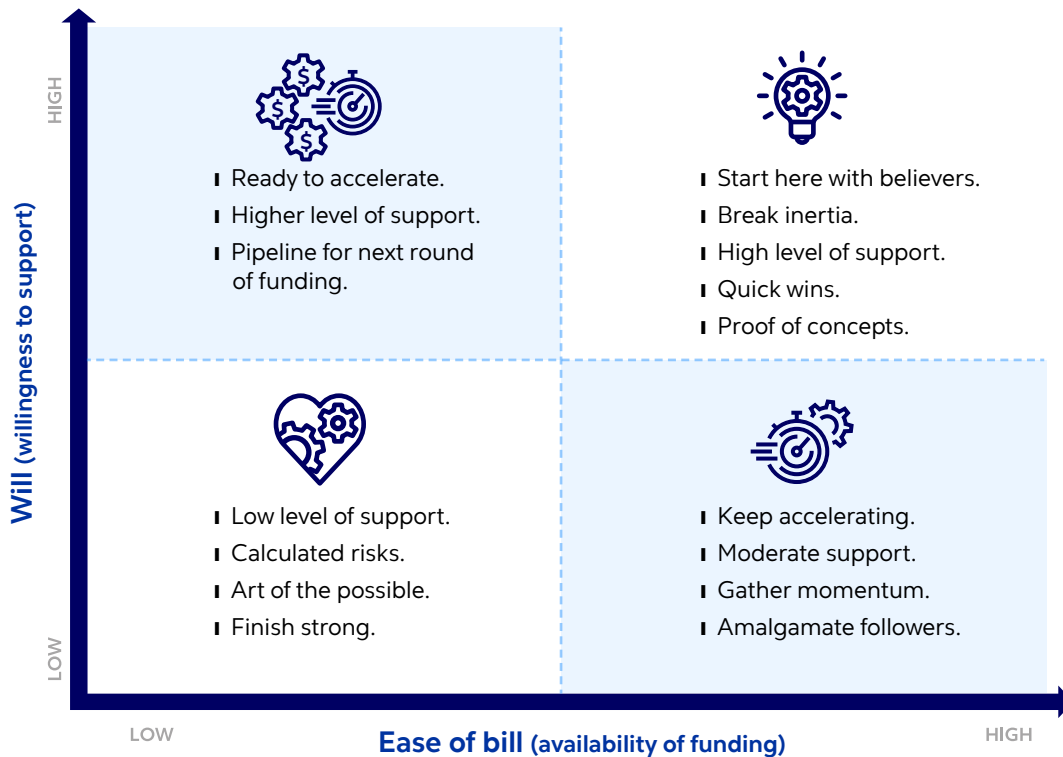 HIGH
Will (willingness to support)
LOW
$
$
$
Ready to accelerate.
Higher level of support.
Pipeline for next round
of funding.
Start here with believers.
Break inertia.
High level of support.
Quick wins.
Proof of concepts.
Low level of support.
Calculated risks.
Art of the possible.
Finish strong.
Keep accelerating.
Moderate support.
Gather momentum.
Amalgamate followers.
LOW
Ease of bill (availability of funding)
HIGH